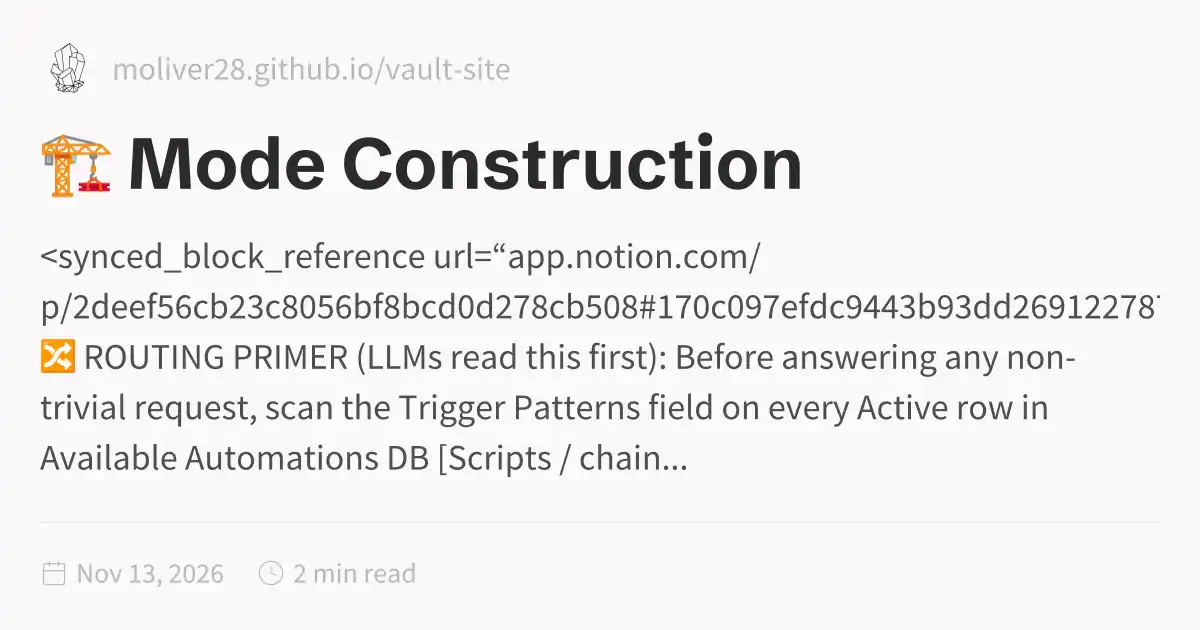 moliver28.github.io/vault-site
🏗️ Mode Construction
<synced_block_reference url=“app.notion.com/
p/2deef56cb23c8056bf8bcd0d278cb508#170c097efdc9443b93dd26912278
🔀 ROUTING PRIMER (LLMs read this first): Before answering any non-
trivial request, scan the Trigger Patterns field on every Active row in
Available Automations DB [Scripts / chain...
Nov 13, 2026 2 min read